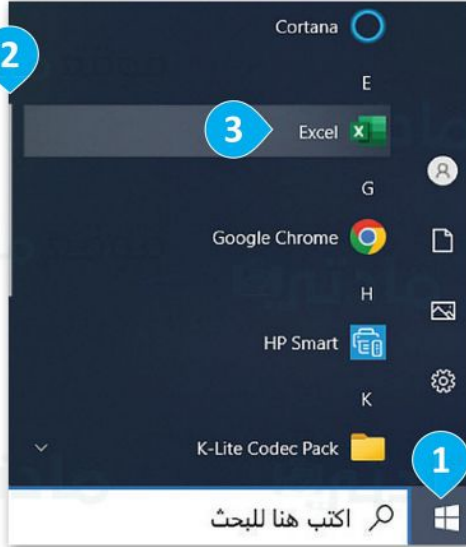 Cortana
2
E
3 Excel
G
Google Chrome
H
HP Smart
K
K-Lite Codec Pack
1
اكتب هنا للبحث